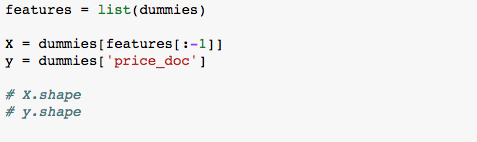 features = list(dummies)
X = dummies[features[:-1]]
y = dummies['price_doc']
# X.shape
# y.shape